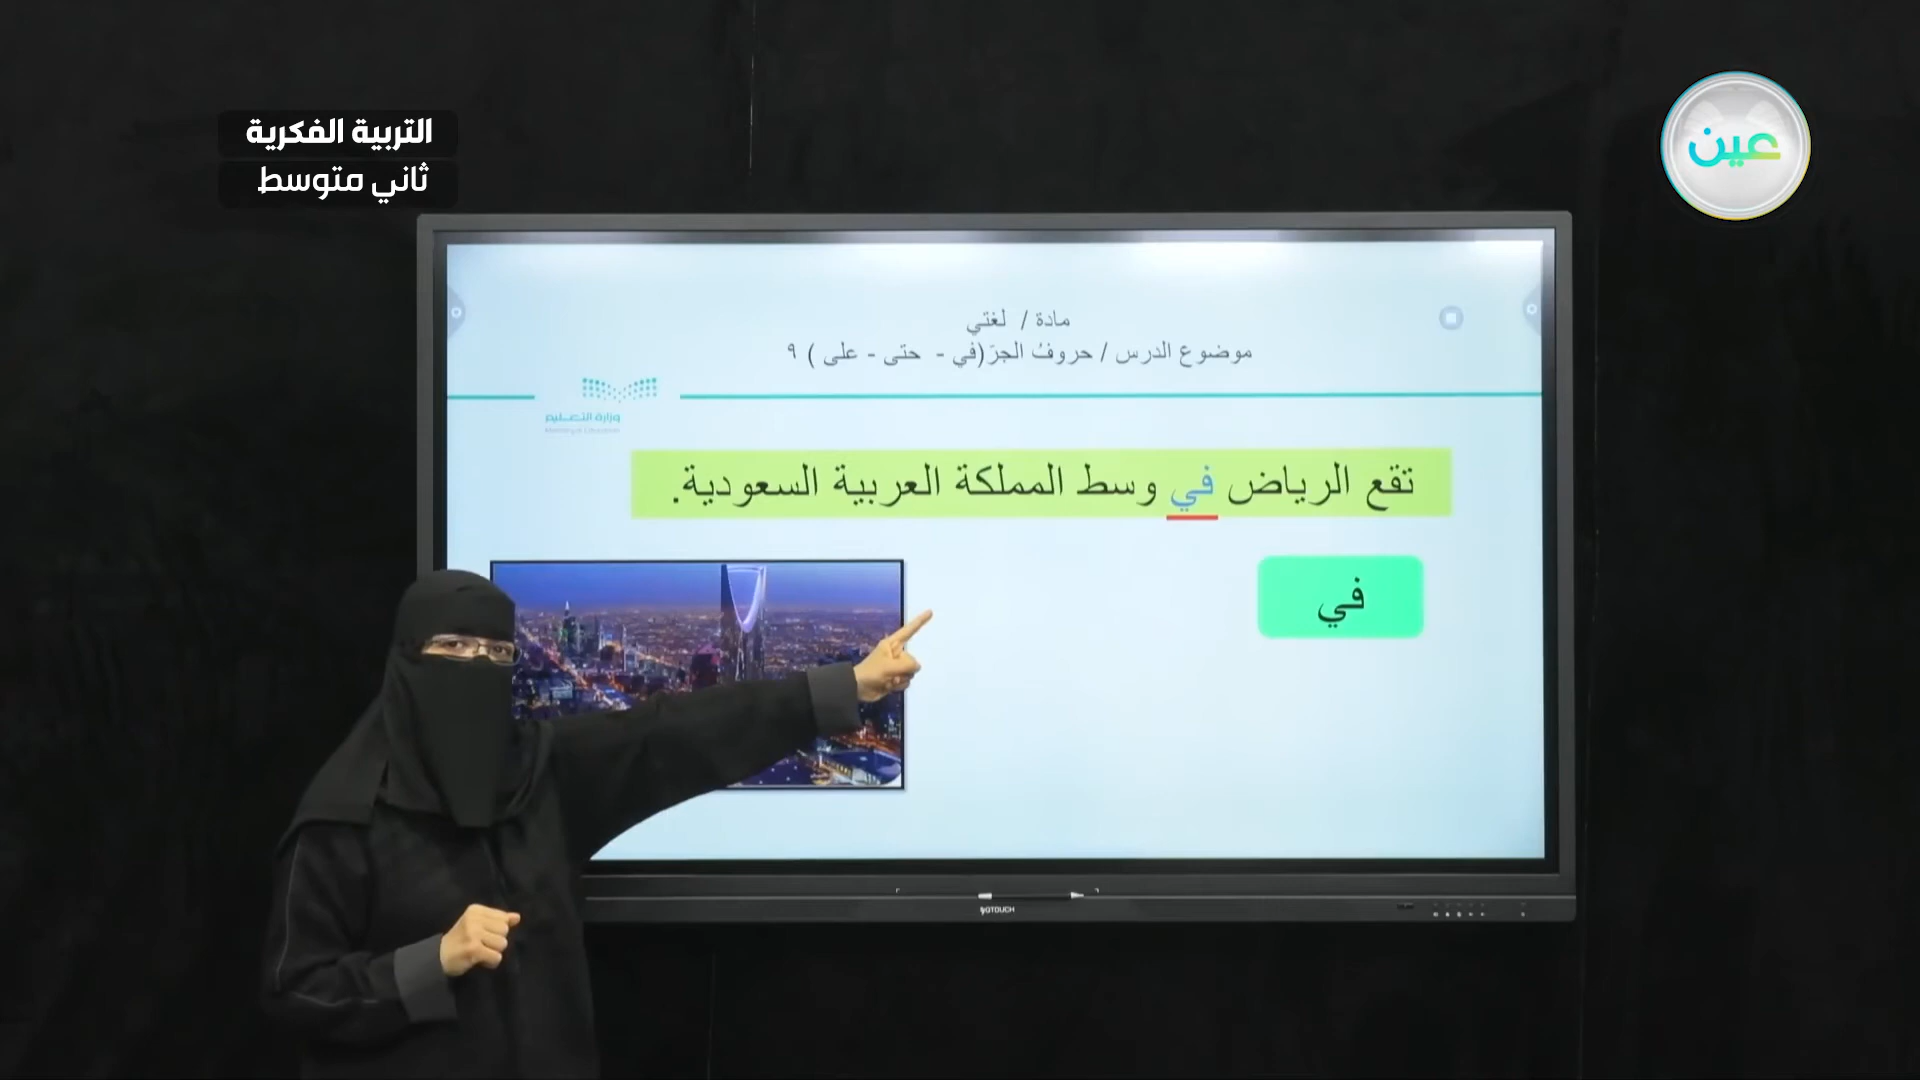 التربية الفكرية
ثاني متوسط
عين
مادة / لغتي
موضوع الدرس / حروفُ الجرّ(في - حتى - على ) ٩
وزارة التعليم
تقع الرياض في وسط المملكة العربية السعودية.
في